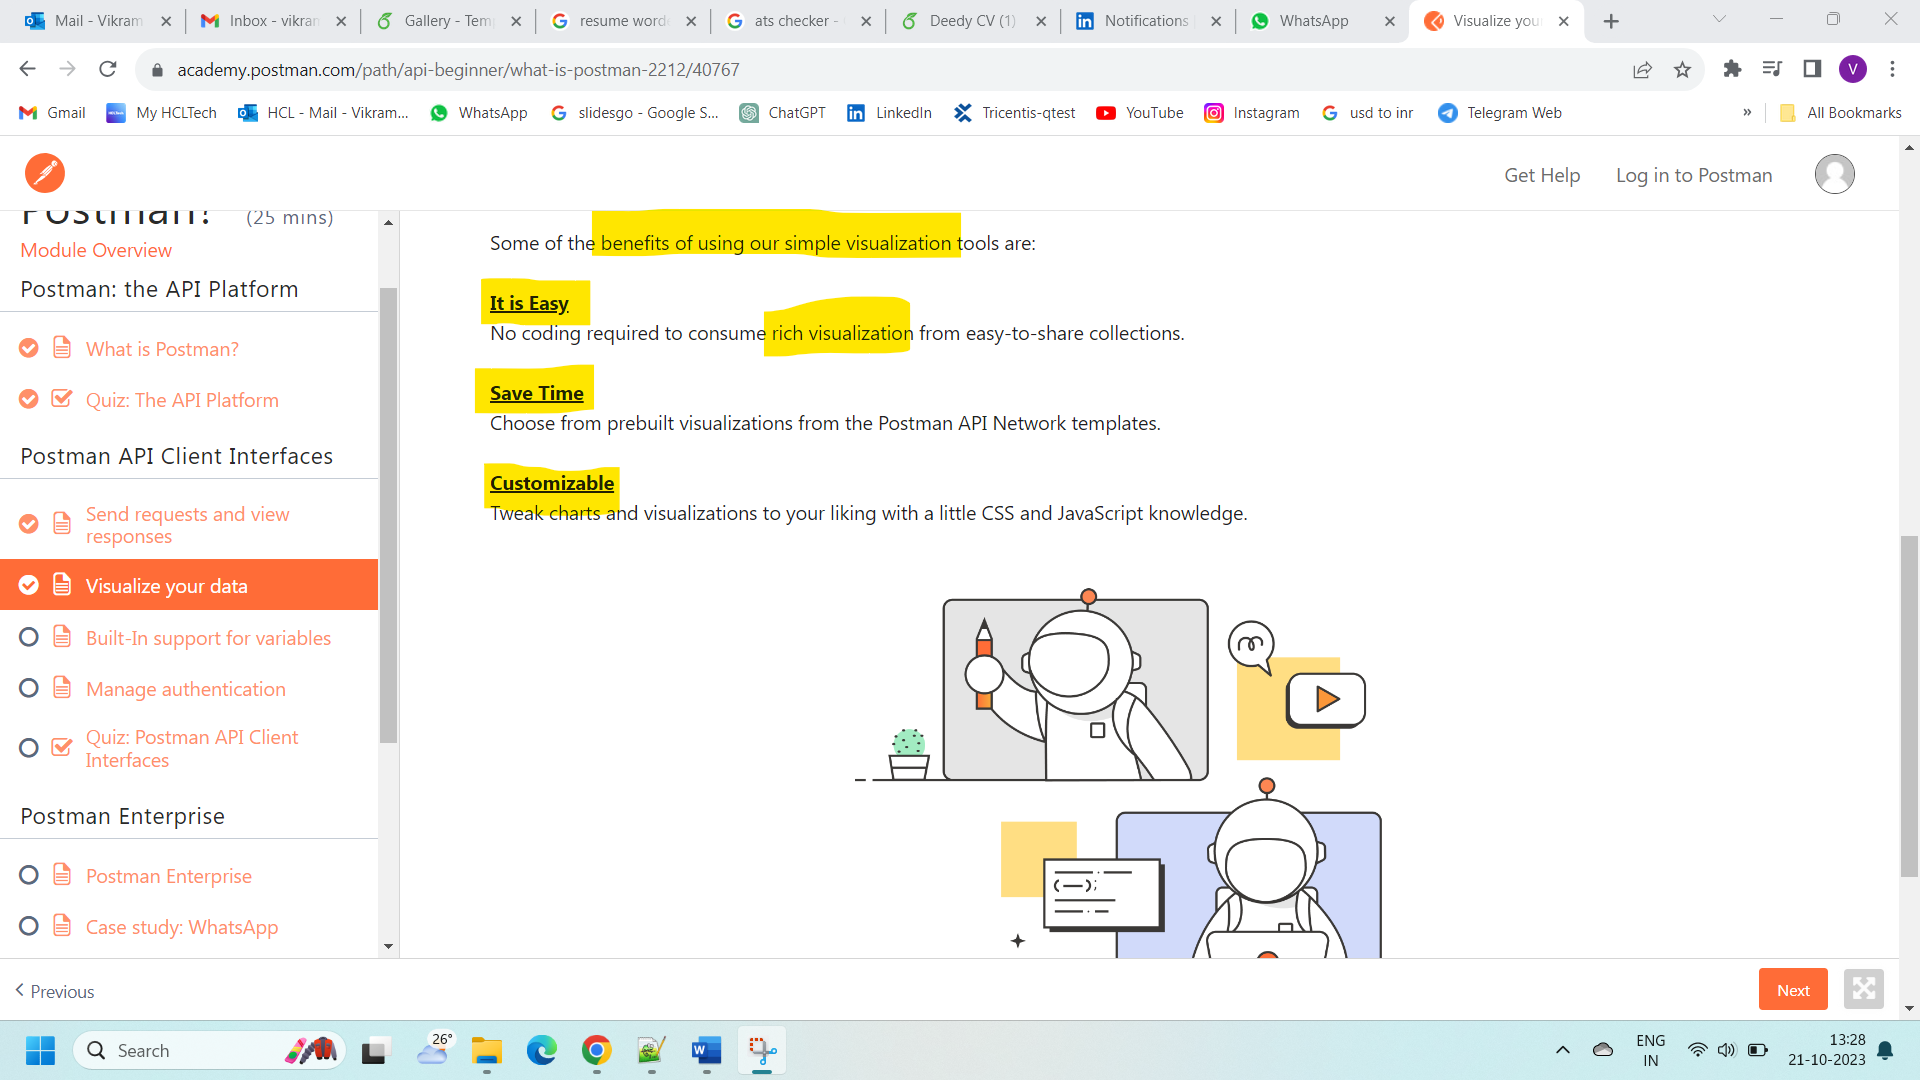 Mail - Vikram
Inbox - vikran
Gallery - Tem
resume word
ats checker -
Deedy CV (1)
Notifications
WhatsApp
Visualize you
academy.postman.com/path/api-beginner/what-is-postman-2212/40767
V
Gmail
My HCLTech
HCL - Mail - Vikram...
WhatsApp
slidesgo - Google S...
ChatGPT
LinkedIn
Tricentis-qtest
YouTube
Instagram
usd to inr
Telegram Web
»
All Bookmarks
Get Help
Log in to Postman
Postman? (25 mins)
Module Overview
Postman: the API Platform
What is Postman?
Quiz: The API Platform
Postman API Client Interfaces
Send requests and view
responses
Visualize your data
Built-In support for variables
Manage authentication
Quiz: Postman API Client
Interfaces
Postman Enterprise
Postman Enterprise
Case study: WhatsApp
Some of the benefits of using our simple visualization tools are:
It is Easy
No coding required to consume rich visualization from easy-to-share collections.
Save Time
Choose from prebuilt visualizations from the Postman API Network templates.
Customizable
Tweak charts and visualizations to your liking with a little CSS and JavaScript knowledge.
Previous
Next
Search
26°
ENG
IN
13:28
21-10-2023